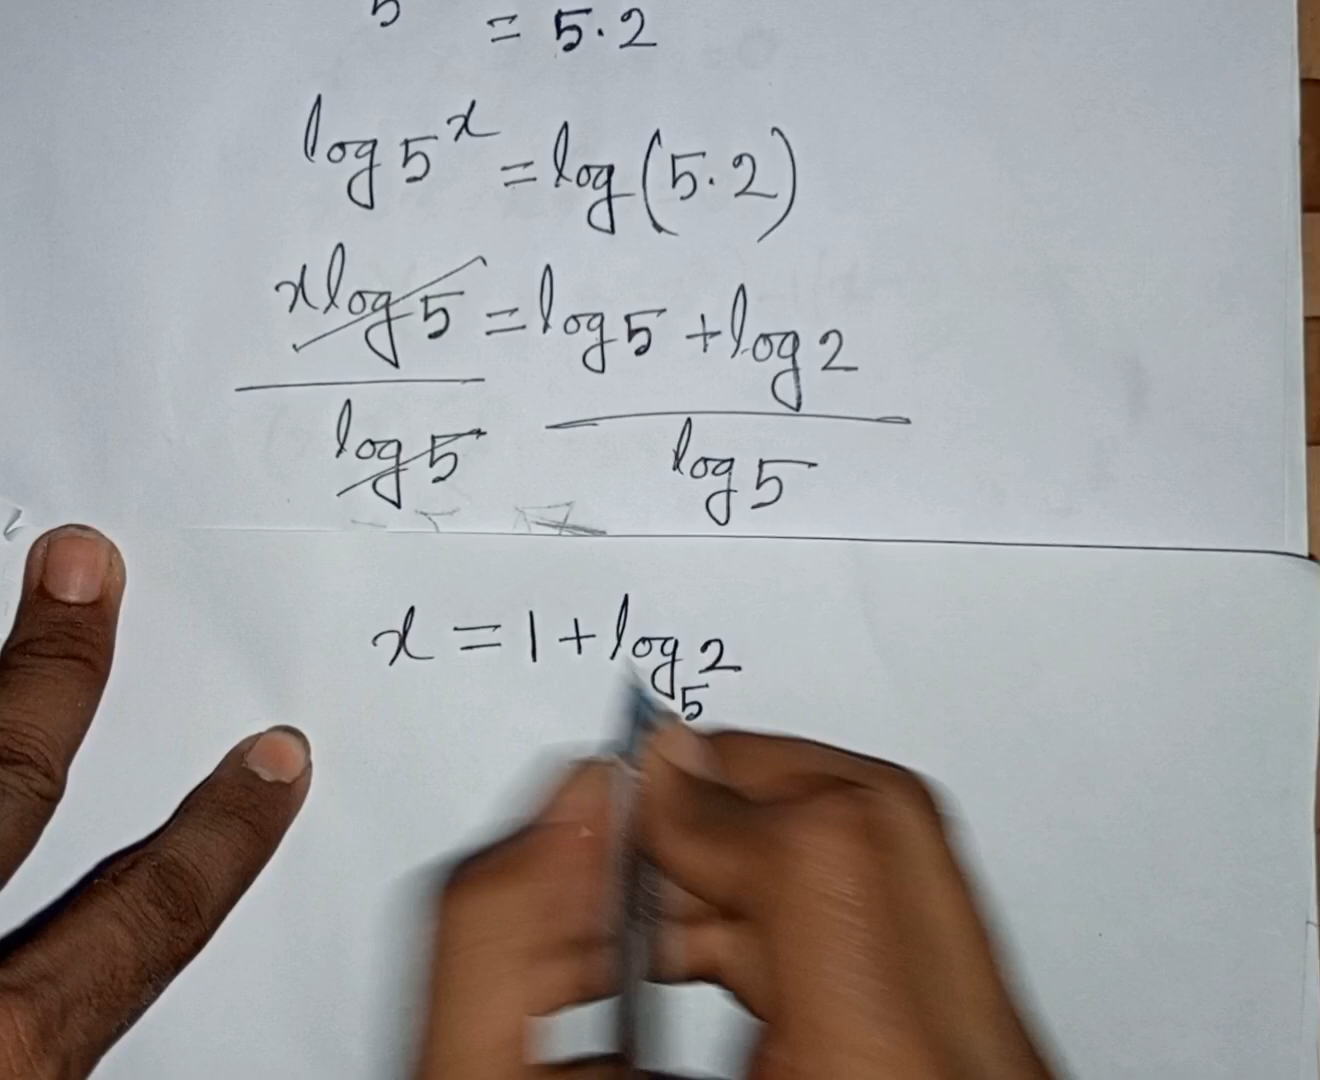 5 = 5.2
log 5^x = log(5.2)
x log 5 = log 5 + log 2
log 5 log 5
x = 1 + log_5 2